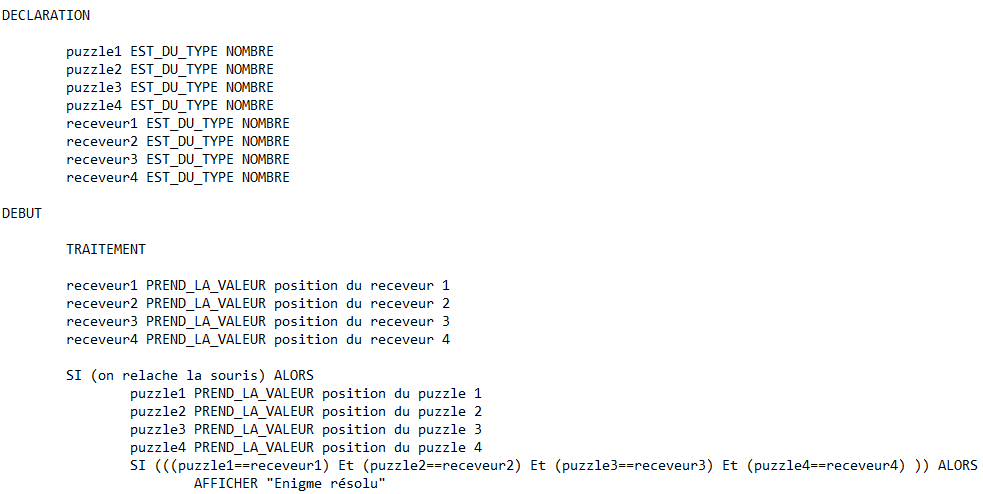 DECLARATION
puzzle1 EST_DU_TYPE NOMBRE
puzzle2 EST_DU_TYPE NOMBRE
puzzle3 EST_DU_TYPE NOMBRE
puzzle4 EST_DU_TYPE NOMBRE
receveur1 EST_DU_TYPE NOMBRE
receveur2 EST_DU_TYPE NOMBRE
receveur3 EST_DU_TYPE NOMBRE
receveur4 EST_DU_TYPE NOMBRE
DEBUT
TRAITEMENT
receveur1 PREND_LA_VALEUR position du receveur 1
receveur2 PREND_LA_VALEUR position du receveur 2
receveur3 PREND_LA_VALEUR position du receveur 3
receveur4 PREND_LA_VALEUR position du receveur 4
SI (on relache la souris) ALORS
puzzle1 PREND_LA_VALEUR position du puzzle 1
puzzle2 PREND_LA_VALEUR position du puzzle 2
puzzle3 PREND_LA_VALEUR position du puzzle 3
puzzle4 PREND_LA_VALEUR position du puzzle 4
SI (((puzzle1==receveur1) Et (puzzle2==receveur2) Et (puzzle3==receveur3) Et (puzzle4==receveur4) )) ALORS
AFFICHER "Enigme résolu"